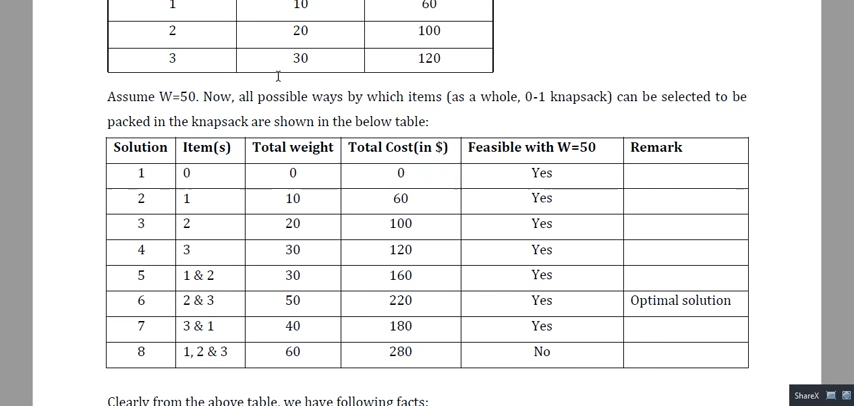 1 10 60
2 20 100
3 30 120
Assume W=50. Now, all possible ways by which items (as a whole, 0-1 knapsack) can be selected to be
packed in the knapsack are shown in the below table:
Solution Item(s) Total weight Total Cost(in $) Feasible with W=50 Remark
1 0 0 0 Yes
2 1 10 60 Yes
3 2 20 100 Yes
4 3 30 120 Yes
5 1 & 2 30 160 Yes
6 2 & 3 50 220 Yes Optimal solution
7 3 & 1 40 180 Yes
8 1, 2 & 3 60 280 No
Clearly from the above table, we have following facts:
ShareX